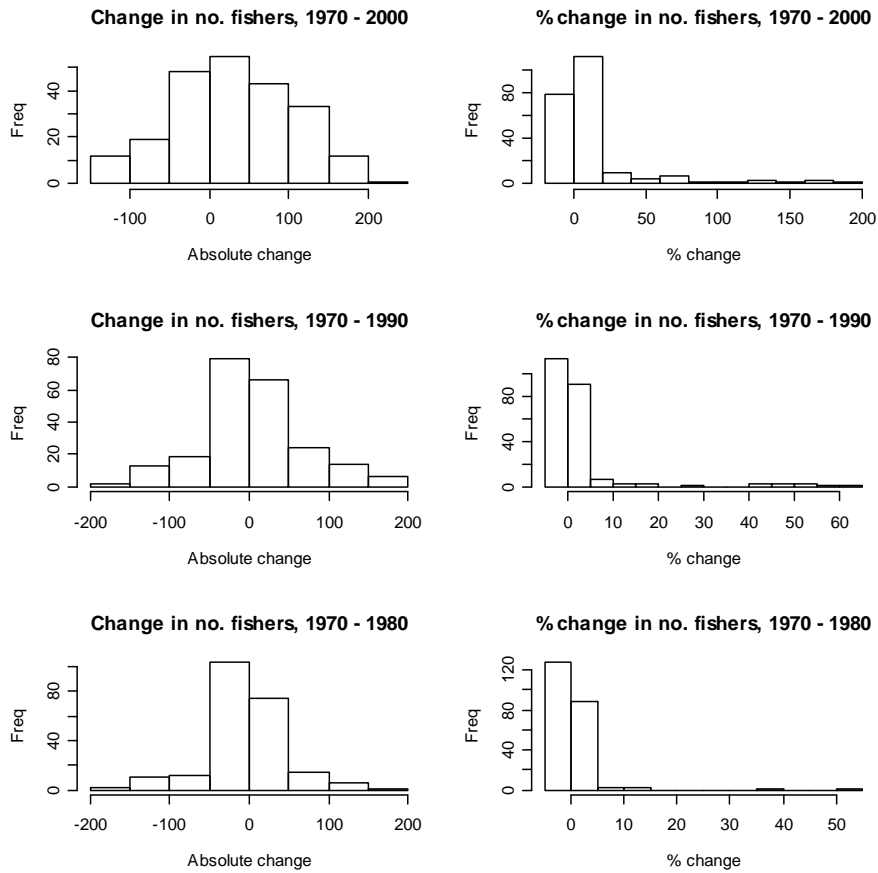 Change in no. fishers, 1970 - 2000
Freq
0 20 40
-100 0 100 200
Absolute change
% change in no. fishers, 1970 - 2000
Freq
0 40 80
0 50 100 150 200
% change
Change in no. fishers, 1970 - 1990
Freq
0 20 40 60 80
-200 -100 0 100 200
Absolute change
% change in no. fishers, 1970 - 1990
Freq
0 40 80
0 10 20 30 40 50 60
% change
Change in no. fishers, 1970 - 1980
Freq
0 40 80
-200 -100 0 100 200
Absolute change
% change in no. fishers, 1970 - 1980
Freq
0 40 80 120
0 10 20 30 40 50
% change